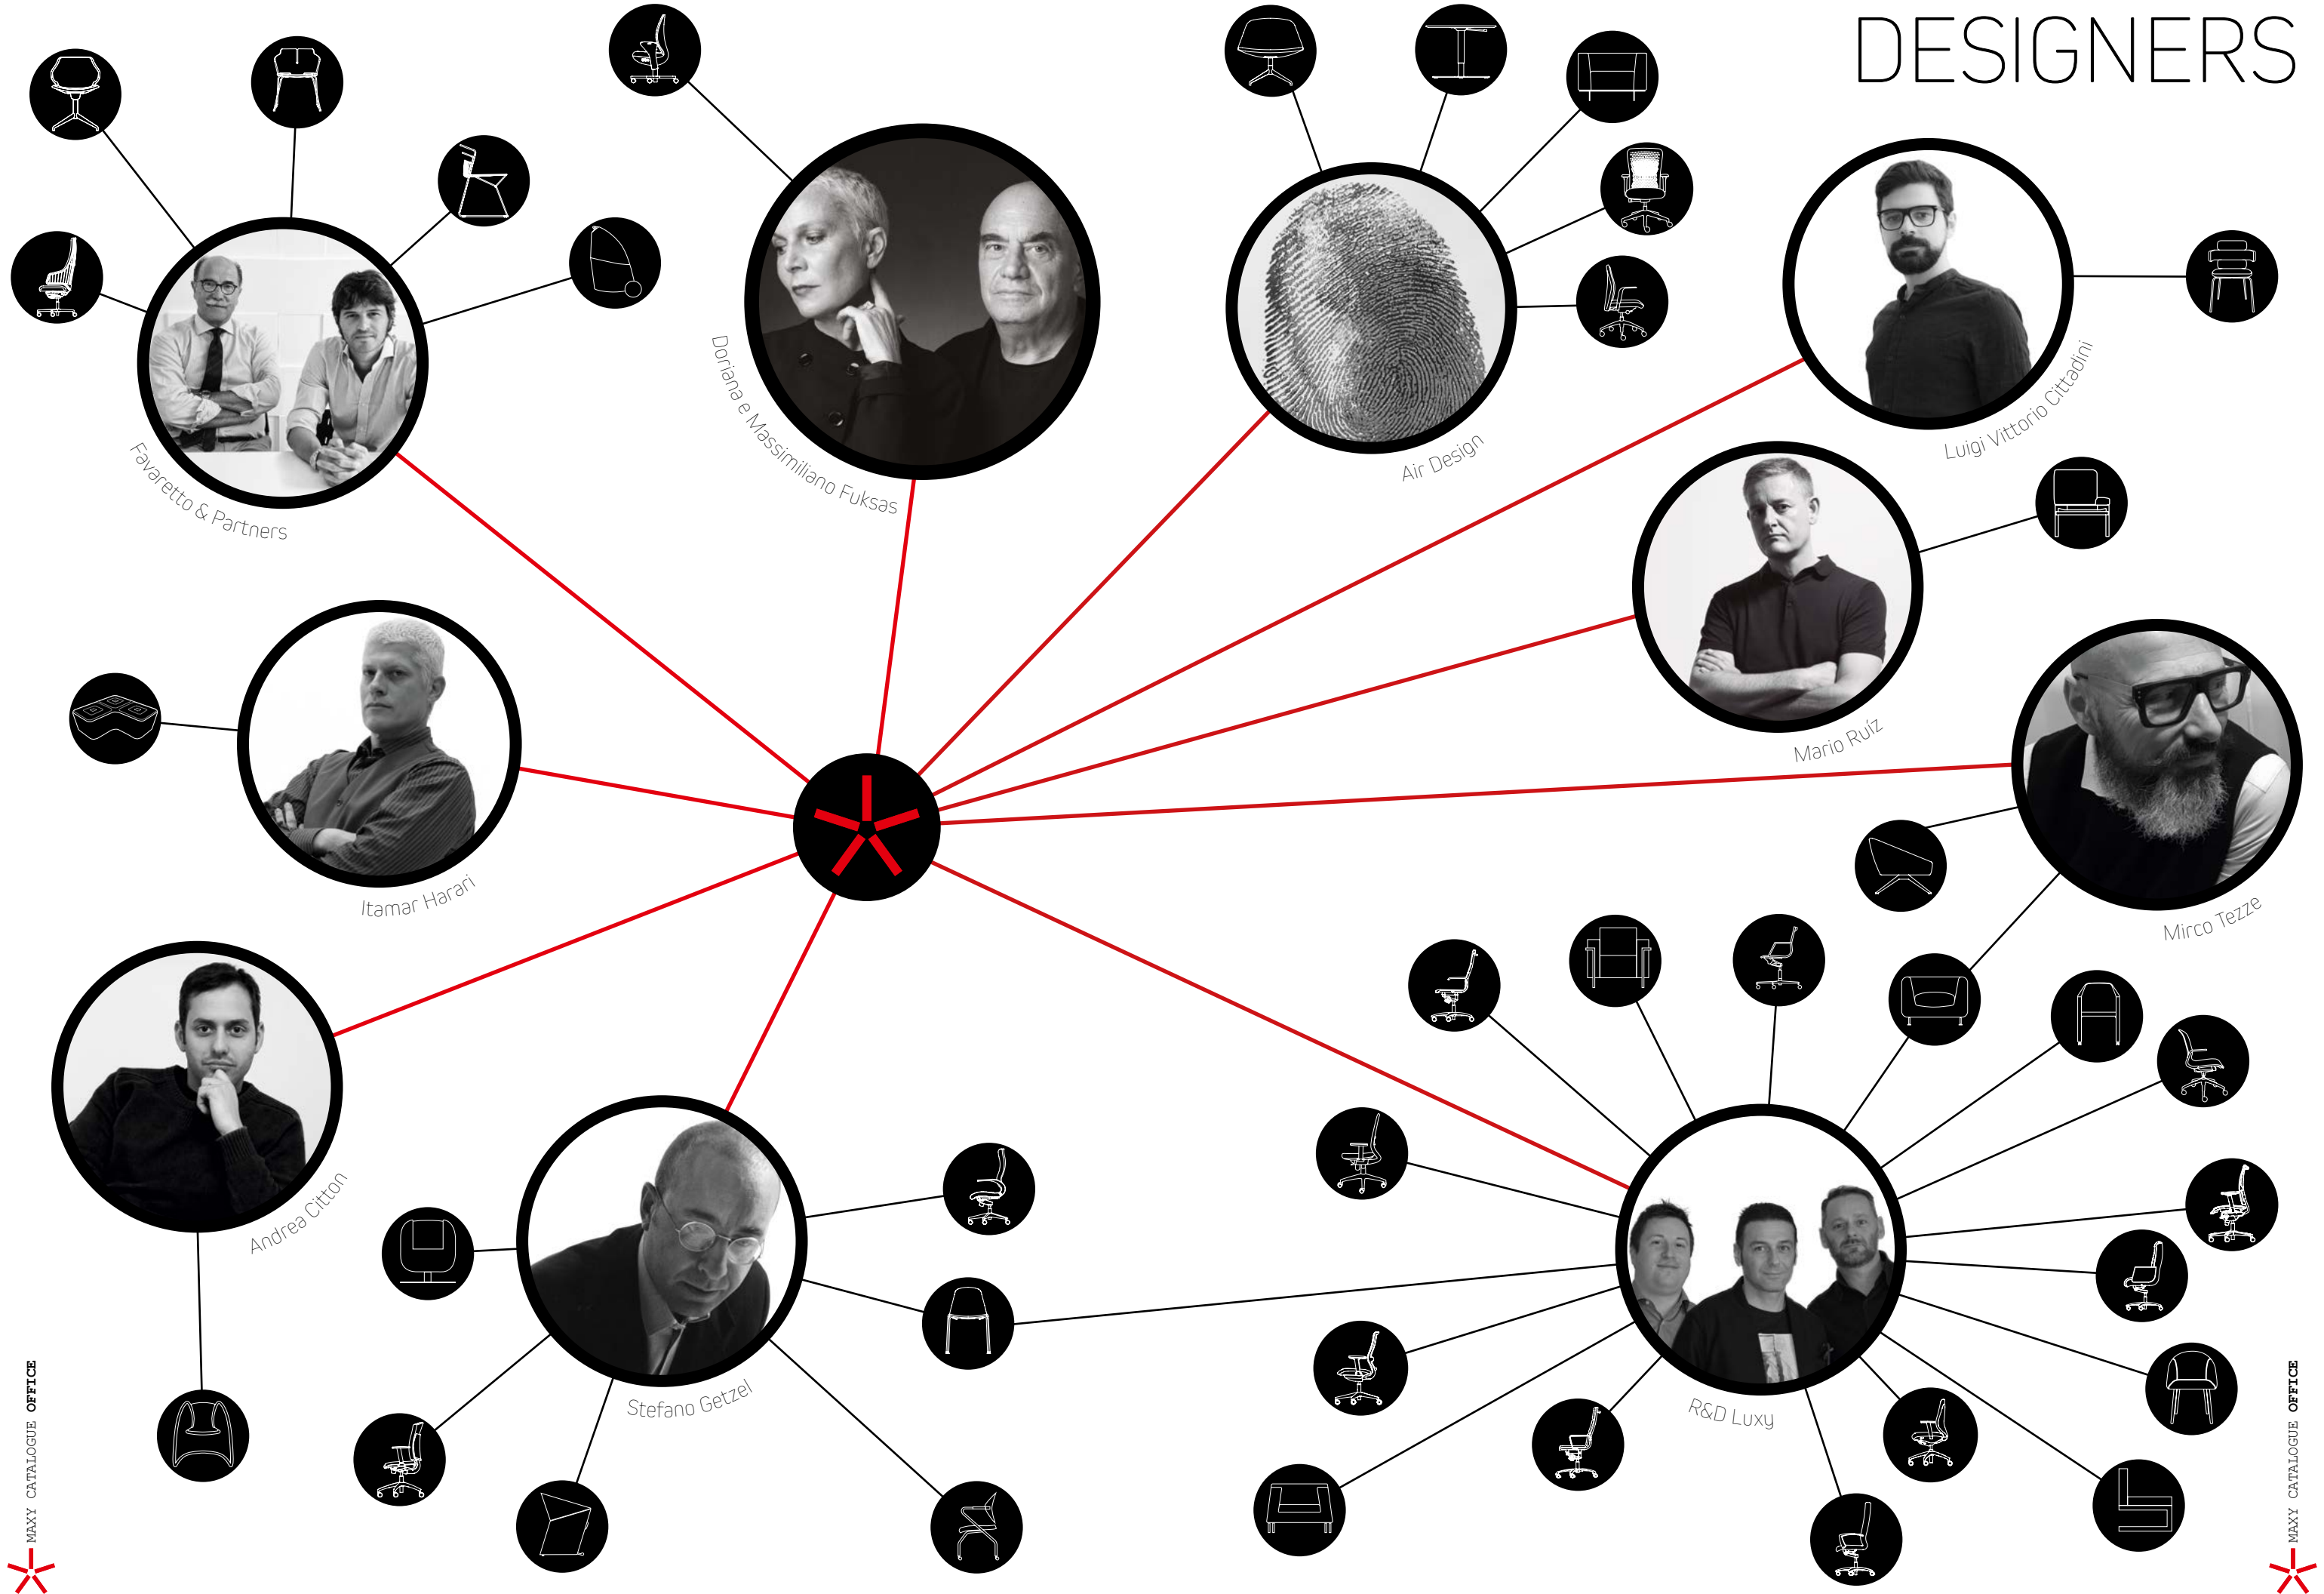 DESIGNERS
Favaretto & Partners
Doriana e Massimiliano Fuksas
Air Design
Luigi Vittorio Cittadini
Mario Ruiz
Itamar Harari
Mirco Tezze
Andrea Citton
Stefano Getzel
R&D Luxy
MAXY CATALOGUE OFFICE
MAXY CATALOGUE OFFICE